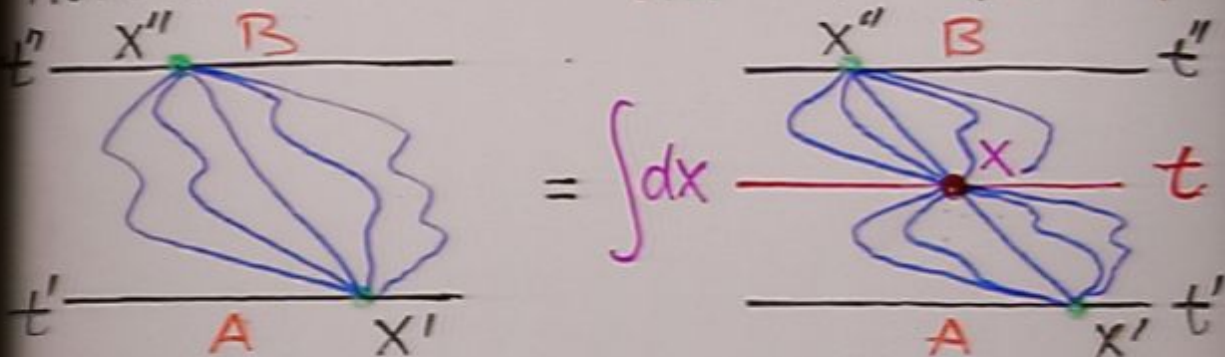 t" x" B x" B t"
= ∫dx x t
t' A x' A x' t'